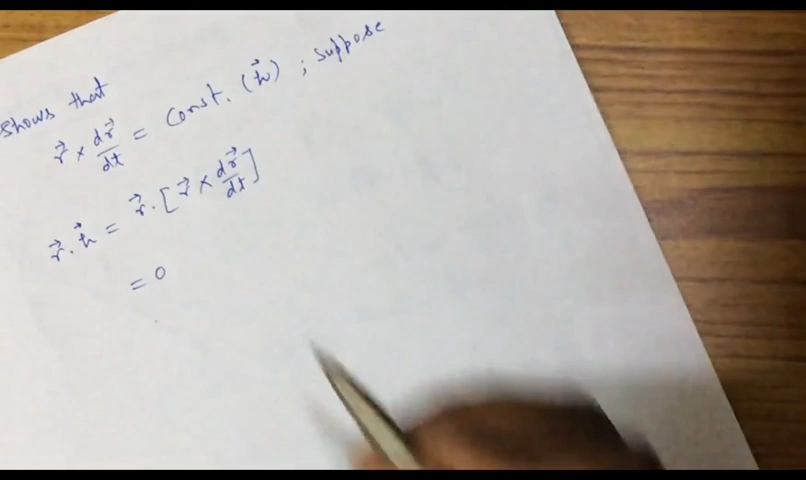 shows that
r⃗ × dr⃗/dt = const. (h⃗) ; suppose
r⃗ . h⃗ = r⃗ . [r⃗ × dr⃗/dt]
= 0